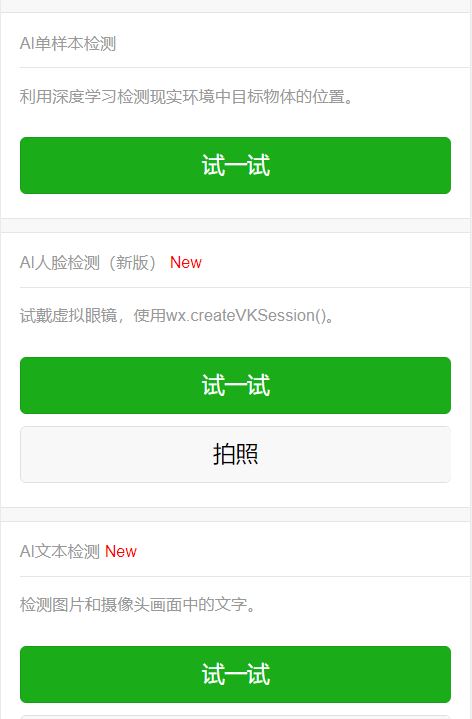 AI单样本检测
利用深度学习检测现实环境中目标物体的位置。
试一试
AI人脸检测（新版） New
试戴虚拟眼镜，使用wx.createVKSession()。
试一试
拍照
AI文本检测 New
检测图片和摄像头画面中的文字。
试一试